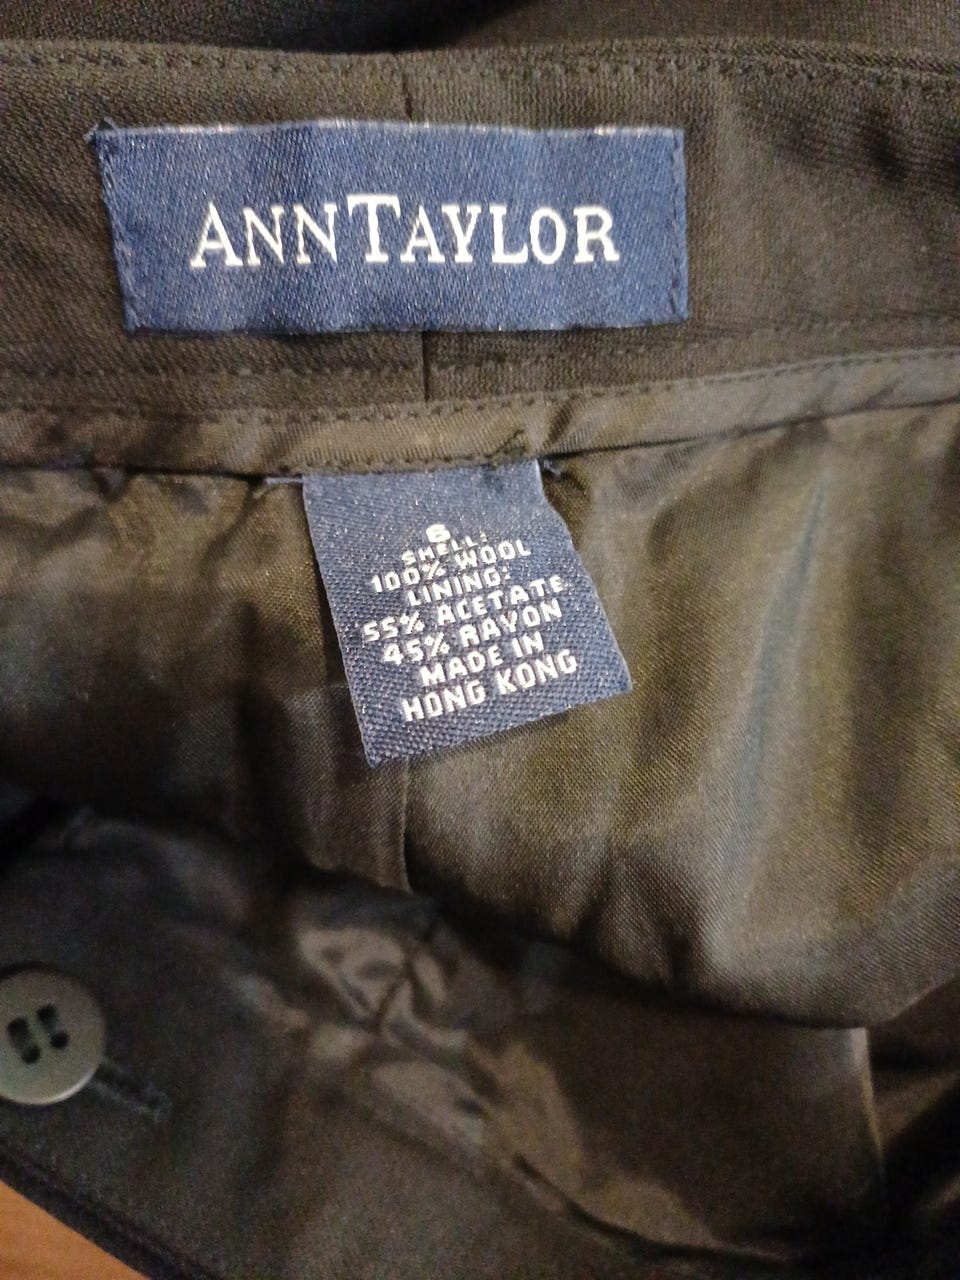 ANNTAYLOR
6
SHELL:
100% WOOL
LINING:
55% ACETATE
45% RAYON
MADE IN
HONG KONG